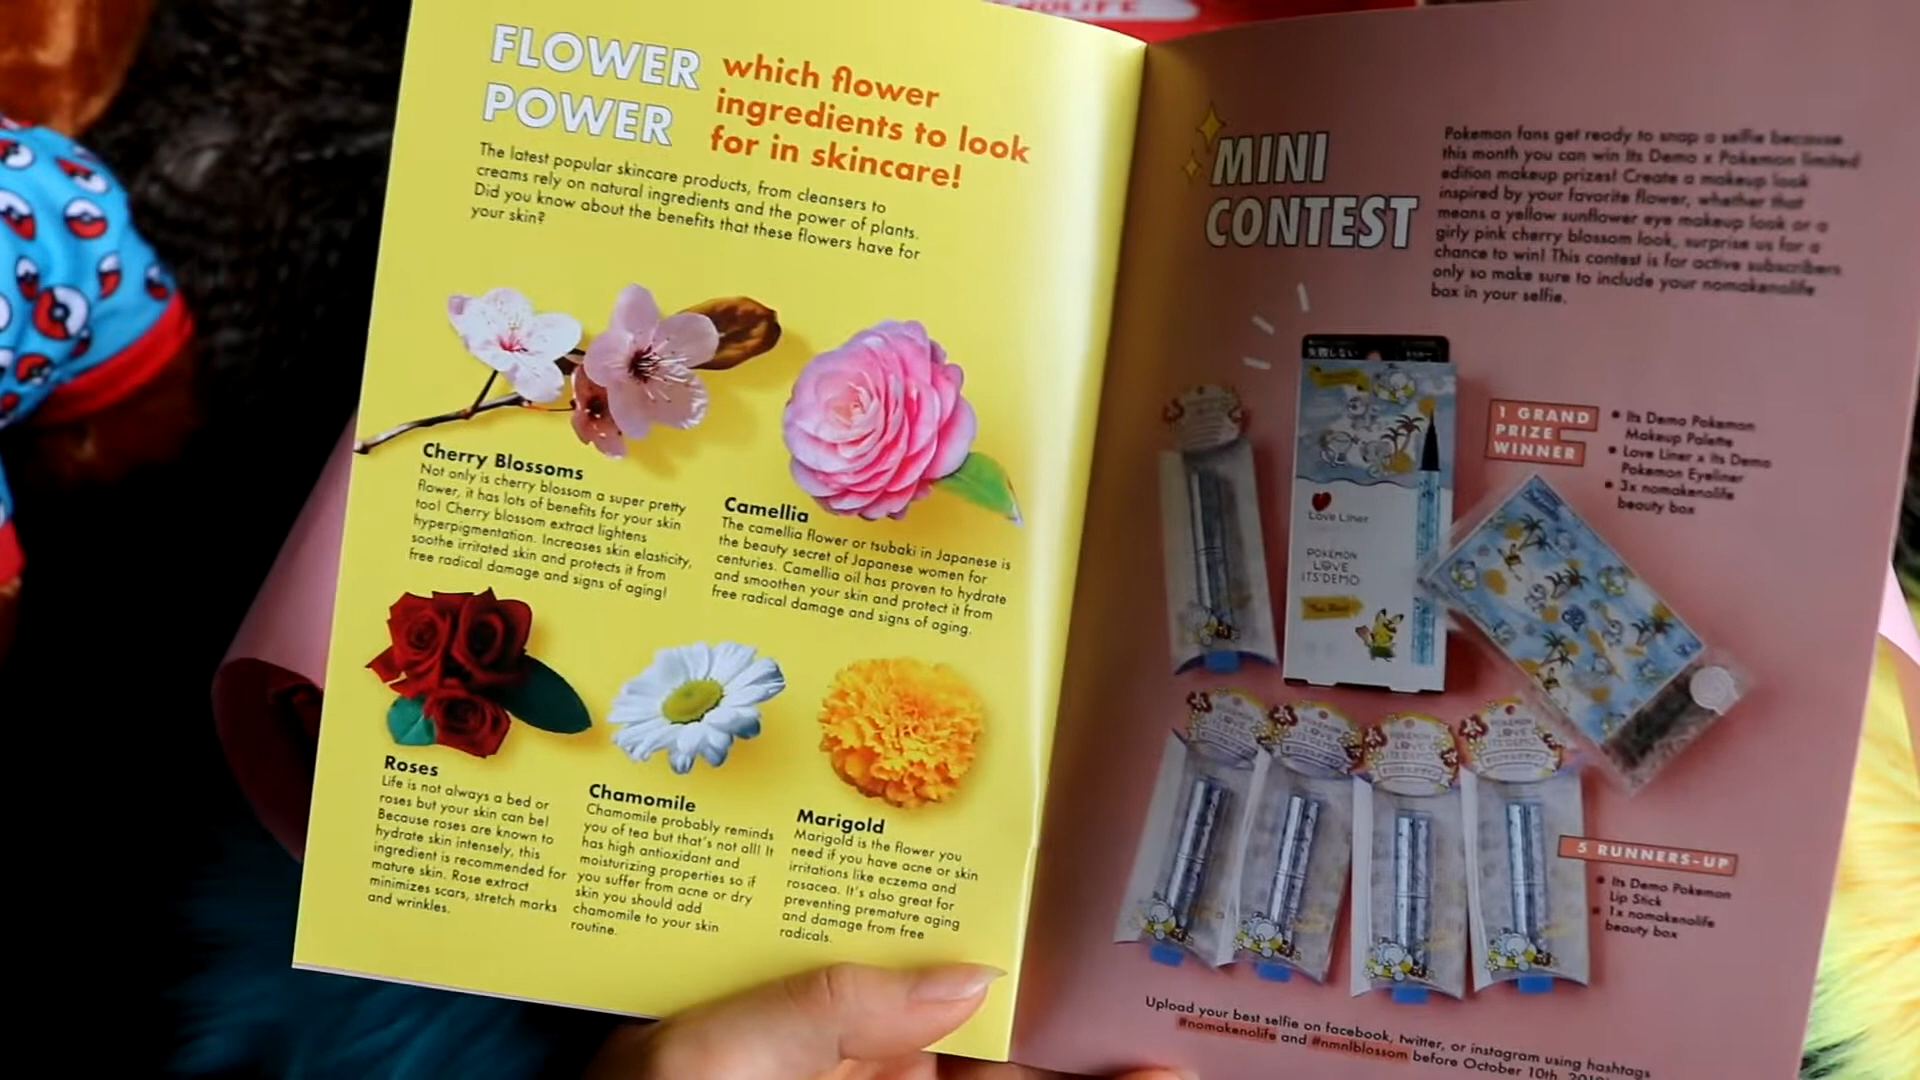 FLOWER
POWER
which flower
ingredients to look
for in skincare!
The latest popular skincare products, from cleansers to
creams rely on natural ingredients and the power of plants.
Did you know about the benefits that these flowers have for
your skin?
Cherry Blossoms
Not only is cherry blossom a super pretty
flower, it has lots of benefits for your skin
too! Cherry blossom extract lightens
hyperpigmentation. Increases skin elasticity,
soothe irritated skin and protects it from
free radical damage and signs of aging!
Camellia
The camellia flower or tsubaki in Japanese is
the beauty secret of Japanese women for
centuries. Camellia oil has proven to hydrate
and smoothen your skin and protect it from
free radical damage and signs of aging.
Roses
Life is not always a bed or
roses but your skin can be!
Because roses are known to
hydrate skin intensely, this
ingredient is recommended for
mature skin. Rose extract
minimizes scars, stretch marks
and wrinkles.
Chamomile
Chamomile probably reminds
you of tea but that's not all! It
has high antioxidant and
moisturizing properties so if
you suffer from acne or dry
skin you should add
chamomile to your skin
routine.
Marigold
Marigold is the flower you
need if you have acne or skin
irritations like eczema and
rosacea. It's also great for
preventing premature aging
and damage from free
radicals.
MINI
CONTEST
Pokemon fans get ready to snap a selfie because
this month you can win Its Demo x Pokemon limited
edition makeup prizes! Create a makeup look
inspired by your favorite flower, whether that
means a yellow sunflower eye makeup look or a
girly pink cherry blossom look, surprise us for a
chance to win! This contest is for active subscribers
only so make sure to include your nomakenolife
box in your selfie.
Love Liner
POKEMON
LOVE
ITS'DEMO
1 GRAND
PRIZE
WINNER
• Its Demo Pokemon
Makeup Palette
• Love Liner x Its Demo
Pokemon Eyeliner
• 3x nomakenolife
beauty box
POKEMON
LOVE
ITS'DEMO
POKEMON
LOVE
ITS'DEMO
5 RUNNERS-UP
• Its Demo Pokemon
Lip Stick
• 1x nomakenolife
beauty box
Upload your best selfie on facebook, twitter, or instagram using hashtags
#nomakenolife and #nmnlblossom before October 10th,